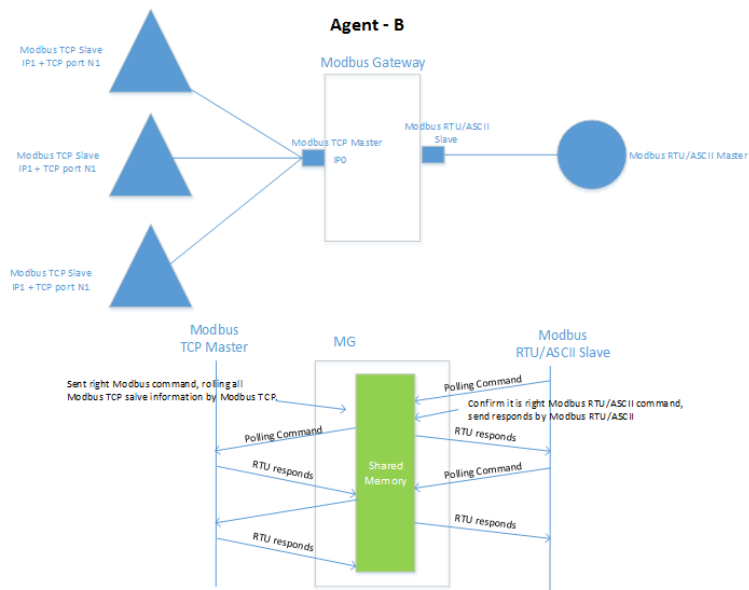 Agent - B
Modbus TCP Slave
IP1 + TCP port N1
Modbus Gateway
Modbus TCP Slave
IP1 + TCP port N1
Modbus TCP Master
IP0
Modbus RTU/ASCII
Slave
Modbus RTU/ASCII Master
Modbus TCP Slave
IP1 + TCP port N1
Modbus
TCP Master
MG
Modbus
RTU/ASCII Slave
Sent right Modbus command, rolling all
Modbus TCP salve information by Modbus TCP.
Polling Command
Confirm it is right Modbus RTU/ASCII command,
send responds by Modbus RTU/ASCII
Polling Command
RTU responds
Shared
Memory
RTU responds
Polling Command
RTU responds
RTU responds